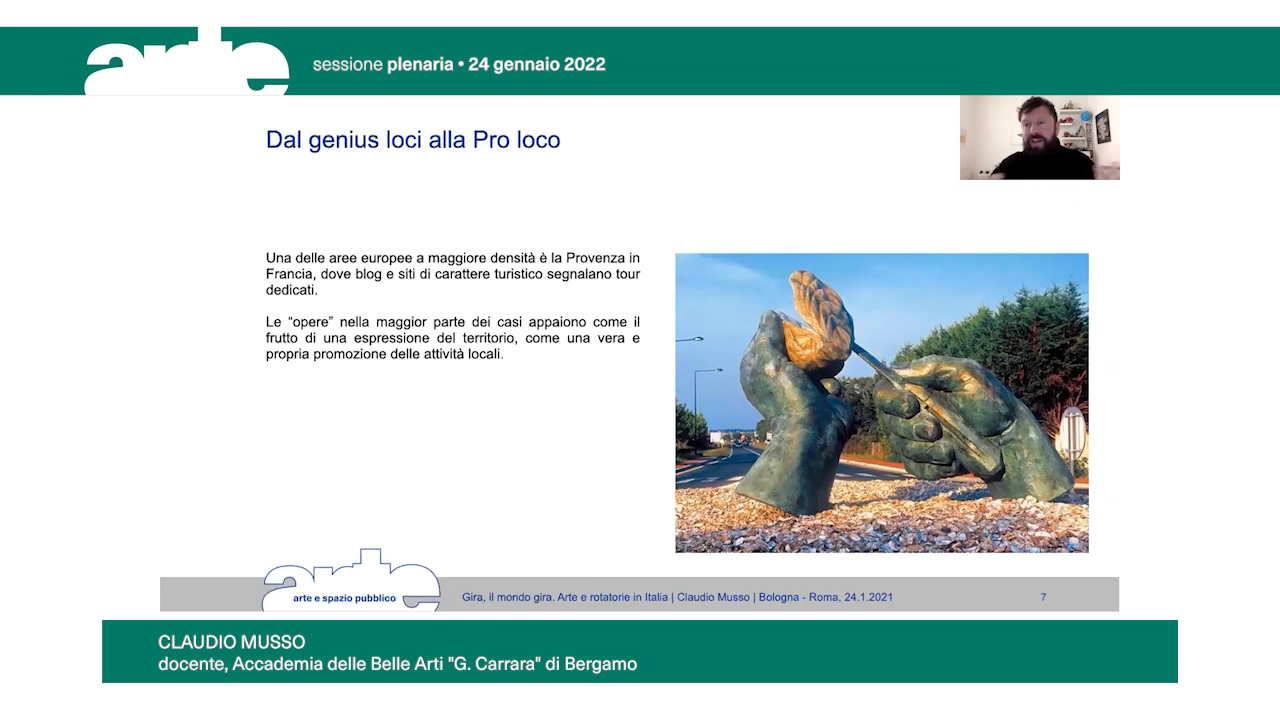 arte
sessione plenaria • 24 gennaio 2022
Dal genius loci alla Pro loco
Una delle aree europee a maggiore densità è la Provenza in
Francia, dove blog e siti di carattere turistico segnalano tour
dedicati.
Le “opere” nella maggior parte dei casi appaiono come il
frutto di una espressione del territorio, come una vera e
propria promozione delle attività locali.
arte
arte e spazio pubblico
Gira, il mondo gira. Arte e rotatorie in Italia | Claudio Musso | Bologna - Roma, 24.1.2021
7
CLAUDIO MUSSO
docente, Accademia delle Belle Arti "G. Carrara" di Bergamo